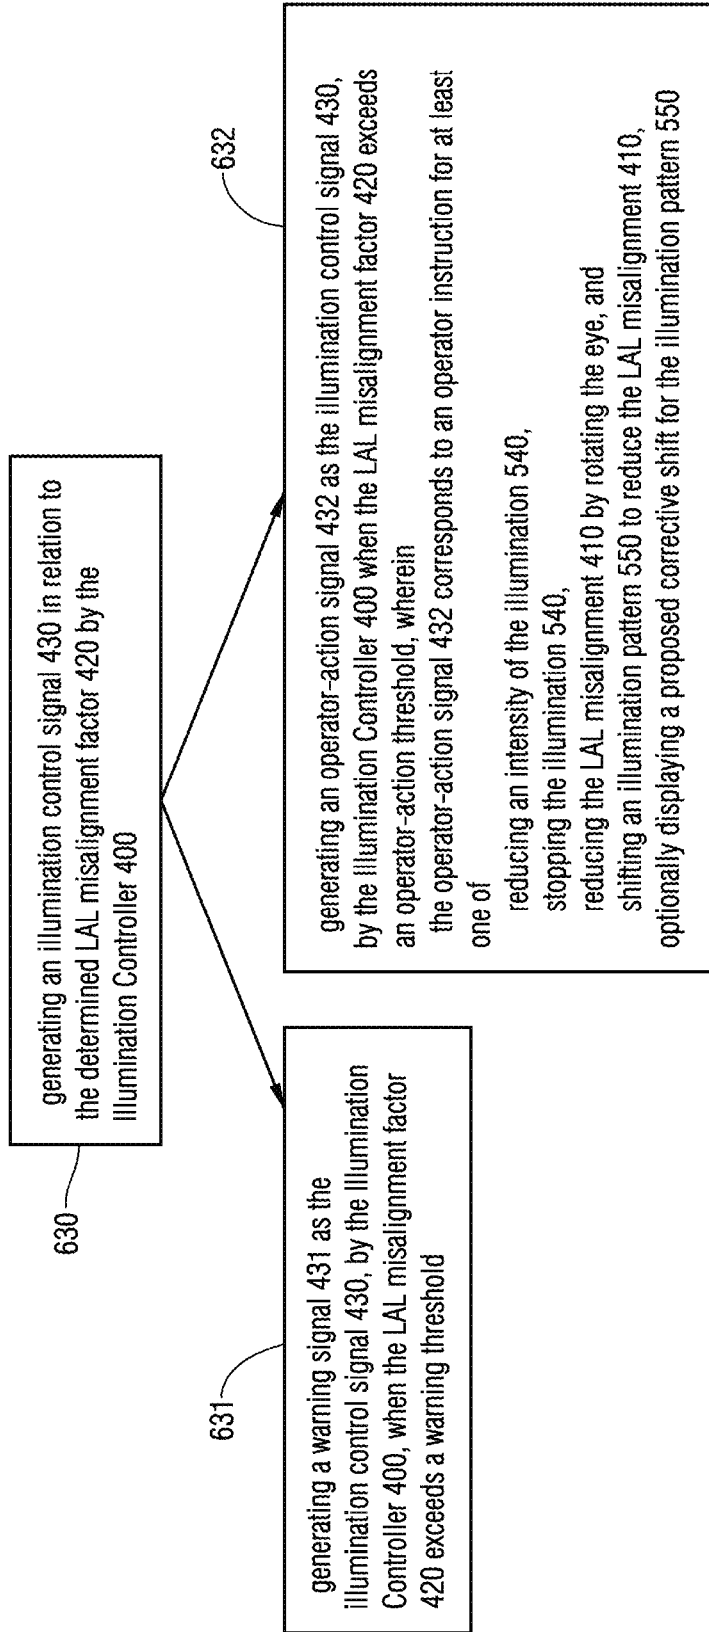 630
generating an illumination control signal 430 in relation to
the determined LAL misalignment factor 420 by the
Illumination Controller 400
631
generating a warning signal 431 as the
illumination control signal 430, by the Illumination
Controller 400, when the LAL misalignment factor
420 exceeds a warning threshold
632
generating an operator-action signal 432 as the illumination control signal 430,
by the Illumination Controller 400 when the LAL misalignment factor 420 exceeds
an operator-action threshold, wherein
the operator-action signal 432 corresponds to an operator instruction for at least
one of
reducing an intensity of the illumination 540,
stopping the illumination 540,
reducing the LAL misalignment 410 by rotating the eye, and
shifting an illumination pattern 550 to reduce the LAL misalignment 410,
optionally displaying a proposed corrective shift for the illumination pattern 550